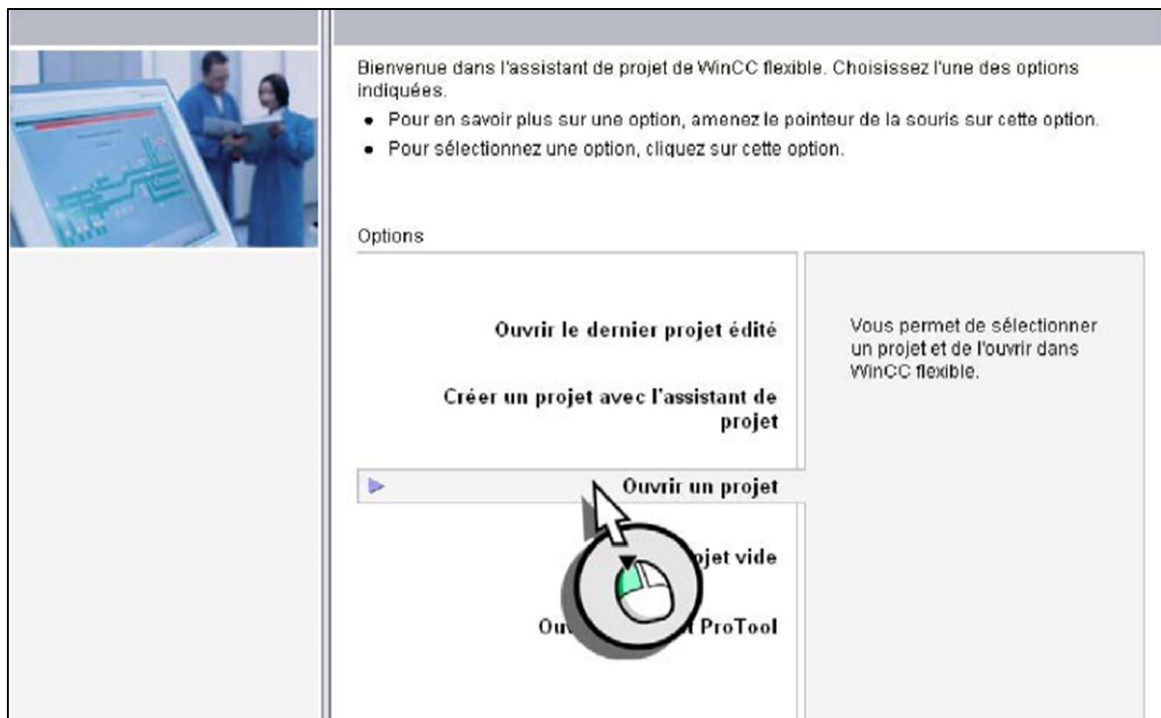 Bienvenue dans l'assistant de projet de WinCC flexible. Choisissez l'une des options
indiquées.
• Pour en savoir plus sur une option, amenez le pointeur de la souris sur cette option.
• Pour sélectionnez une option, cliquez sur cette option.
Options
Ouvrir le dernier projet édité
Créer un projet avec l'assistant de
projet
Ouvrir un projet
vide
ProTool
Vous permet de sélectionner
un projet et de l'ouvrir dans
WinCC flexible.